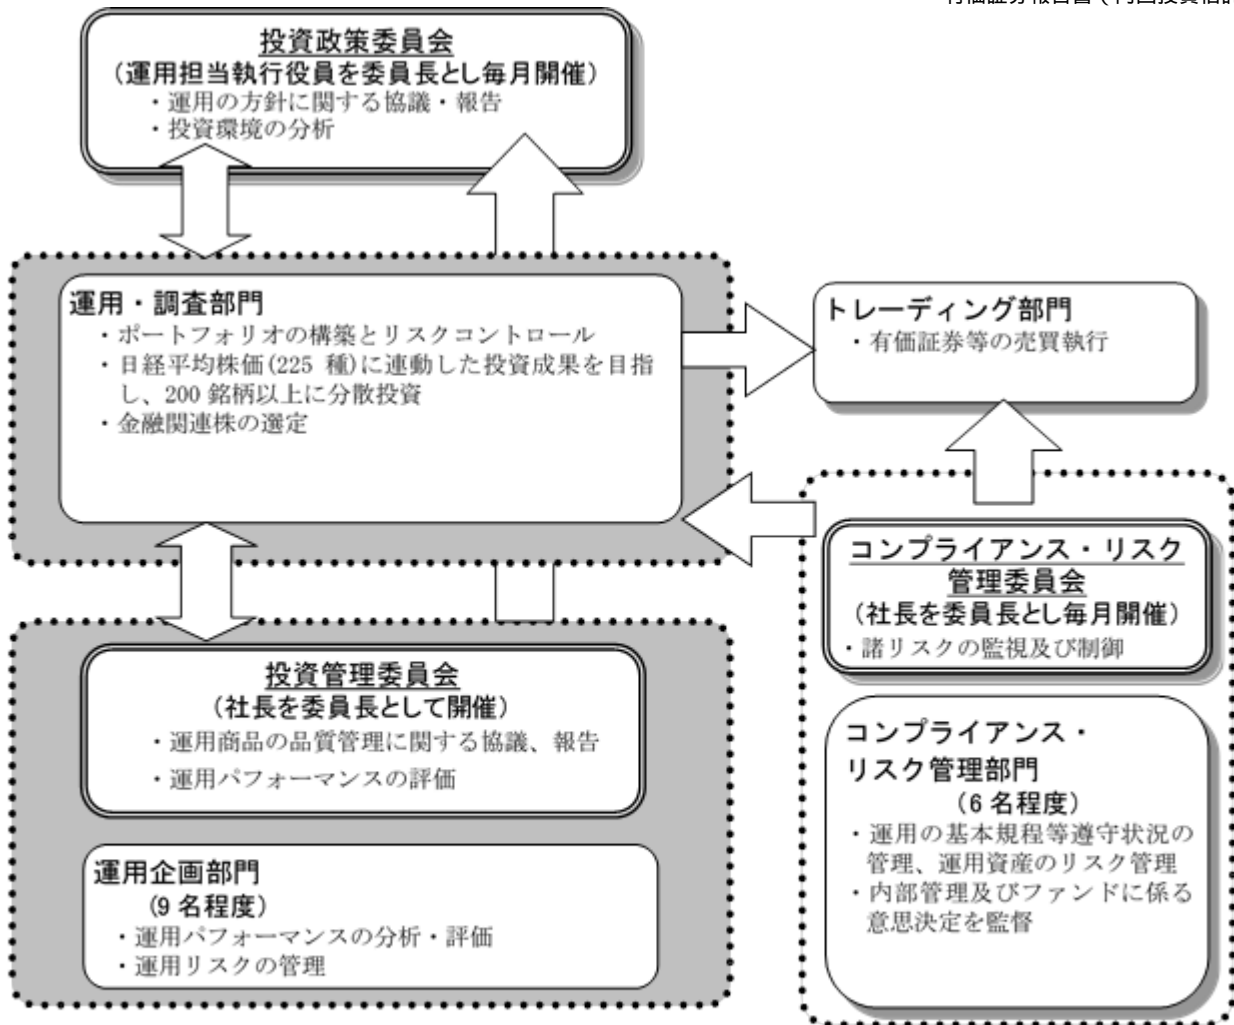 投資政策委員会
（運用担当執行役員を委員長とし毎月開催）
・運用の方針に関する協議・報告
・投資環境の分析
運用・調査部門
・ポートフォリオの構築とリスクコントロール
・日経平均株価(225 種)に連動した投資成果を目指
し、200 銘柄以上に分散投資
・金融関連株の選定
トレーディング部門
・有価証券等の売買執行
コンプライアンス・リスク
管理委員会
（社長を委員長とし毎月開催）
・諸リスクの監視及び制御
投資管理委員会
（社長を委員長として開催）
・運用商品の品質管理に関する協議、報告
・運用パフォーマンスの評価
コンプライアンス・
リスク管理部門
（6 名程度）
・運用の基本規程等遵守状況の
管理、運用資産のリスク管理
・内部管理及びファンドに係る
意思決定を監督
運用企画部門
（9 名程度）
・運用パフォーマンスの分析・評価
・運用リスクの管理